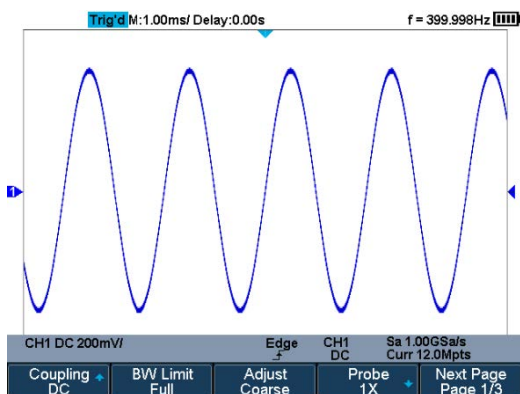 Trig'd M:1.00ms/ Delay:0.00s f = 399.998Hz
1
CH1 DC 200mV/ Edge CH1 Sa 1.00GSa/s
DC Curr 12.0Mpts
Coupling BW Limit Adjust Probe Next Page
DC Full Coarse 1X Page 1/3